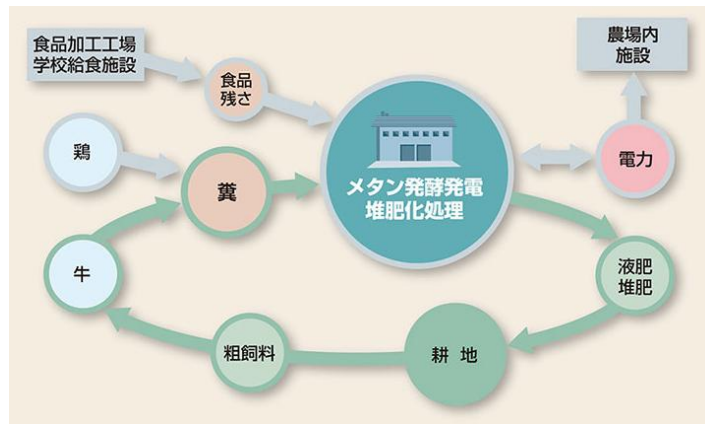 食品加工工場
学校給食施設
食品
残さ
農場内
施設
鶏
糞
メタン発酵発電
堆肥化処理
電力
牛
液肥
堆肥
粗飼料
耕地